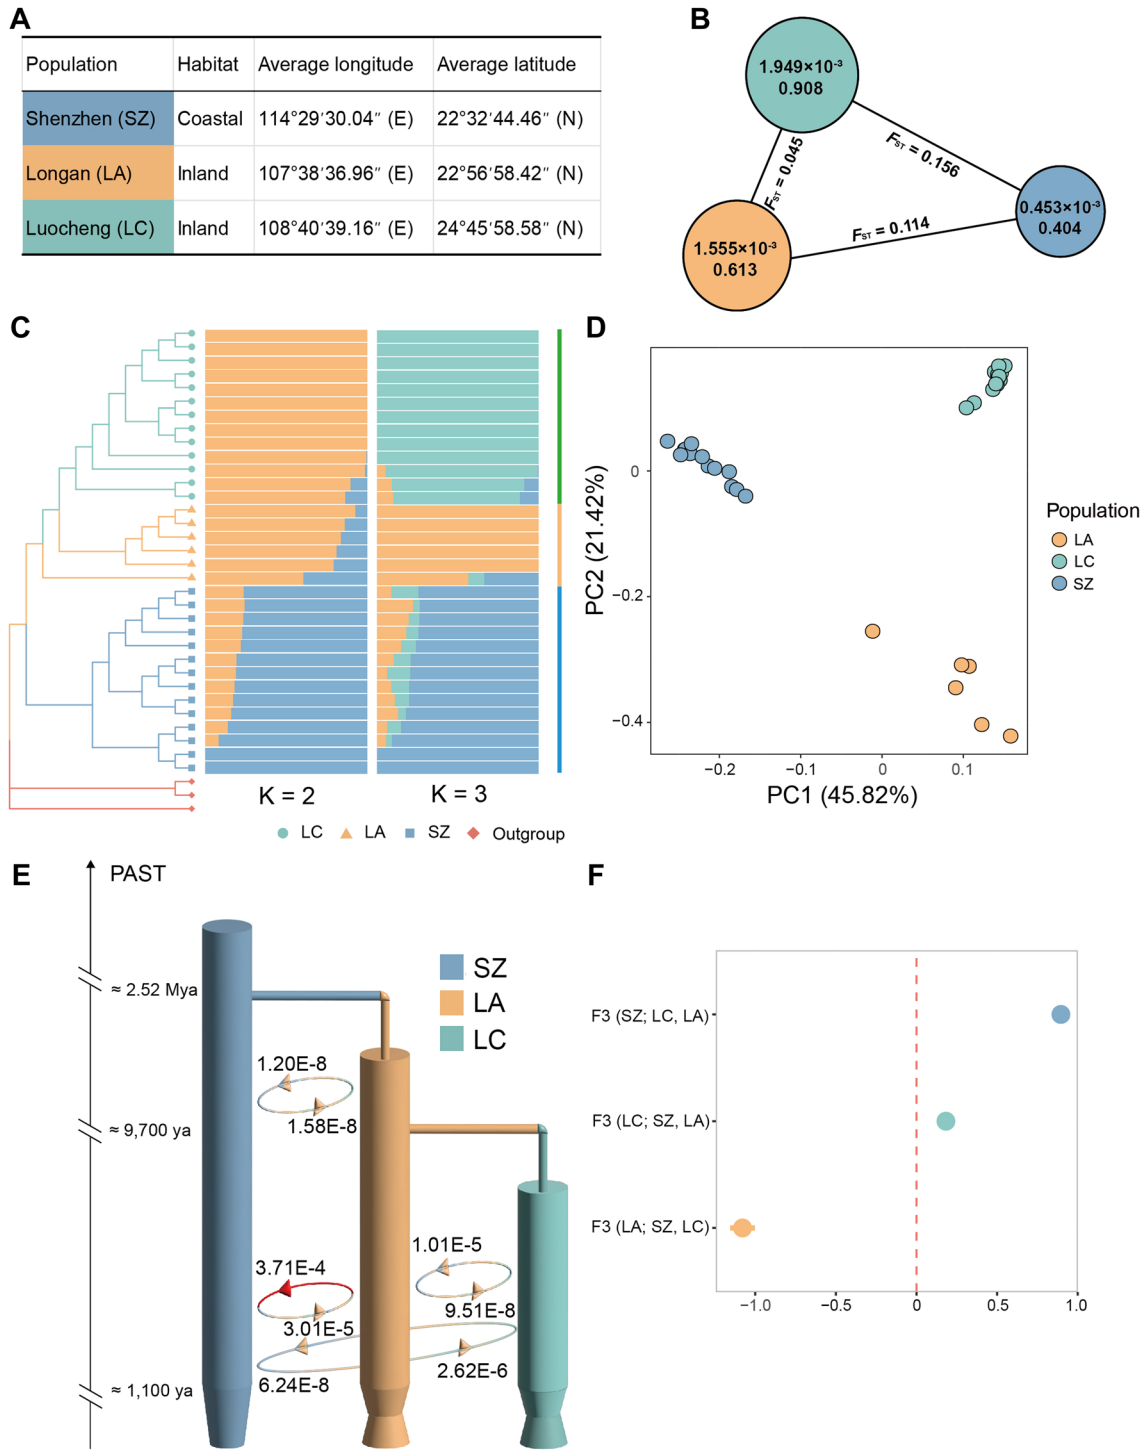 A
Population Habitat Average longitude Average latitude
Shenzhen (SZ) Coastal 114°29′30.04″ (E) 22°32′44.46″ (N)
Longan (LA) Inland 107°38′36.96″ (E) 22°56′58.42″ (N)
Luocheng (LC) Inland 108°40′39.16″ (E) 24°45′58.58″ (N)
B
1.949×10⁻³
0.908
FST = 0.045
FST = 0.156
0.453×10⁻³
0.404
FST = 0.114
1.555×10⁻³
0.613
C
K = 2
K = 3
LC LA SZ Outgroup
D
PC2 (21.42%)
0
−0.2
−0.4
−0.2 −0.1 0 0.1
PC1 (45.82%)
Population
LA
LC
SZ
E
PAST
SZ
LA
LC
≈ 2.52 Mya
1.20E-8
1.58E-8
≈ 9,700 ya
1.01E-5
3.71E-4
9.51E-8
3.01E-5
2.62E-6
6.24E-8
≈ 1,100 ya
F
F3 (SZ; LC, LA)
F3 (LC; SZ, LA)
F3 (LA; SZ, LC)
−1.0 −0.5 0 0.5 1.0